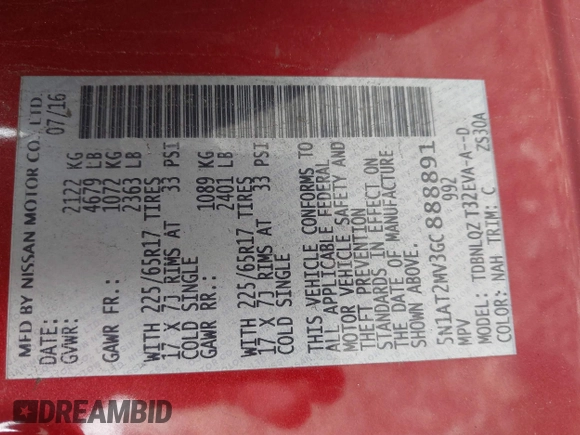 MFD BY NISSAN MOTOR CO., LTD.
DATE: 07/16
GVWR: 2122 KG
4679 LB
GAWR FR.: 1072 KG
2363 LB
WITH 225/65R17 TIRES
17 X 7J RIMS AT 33 PSI
COLD SINGLE
GAWR RR.: 1089 KG
2401 LB
WITH 225/65R17 TIRES
17 X 7J RIMS AT 33 PSI
COLD SINGLE
THIS VEHICLE CONFORMS TO
ALL APPLICABLE FEDERAL
MOTOR VEHICLE SAFETY AND
THEFT PREVENTION
STANDARDS IN EFFECT ON
THE DATE OF MANUFACTURE
SHOWN ABOVE.
5N1AT2MV3GC888891
MPV 992
MODEL: TDBNLQZ T32EVA-A--D
COLOR: NAH TRIM: C ZS30A
DREAMBID